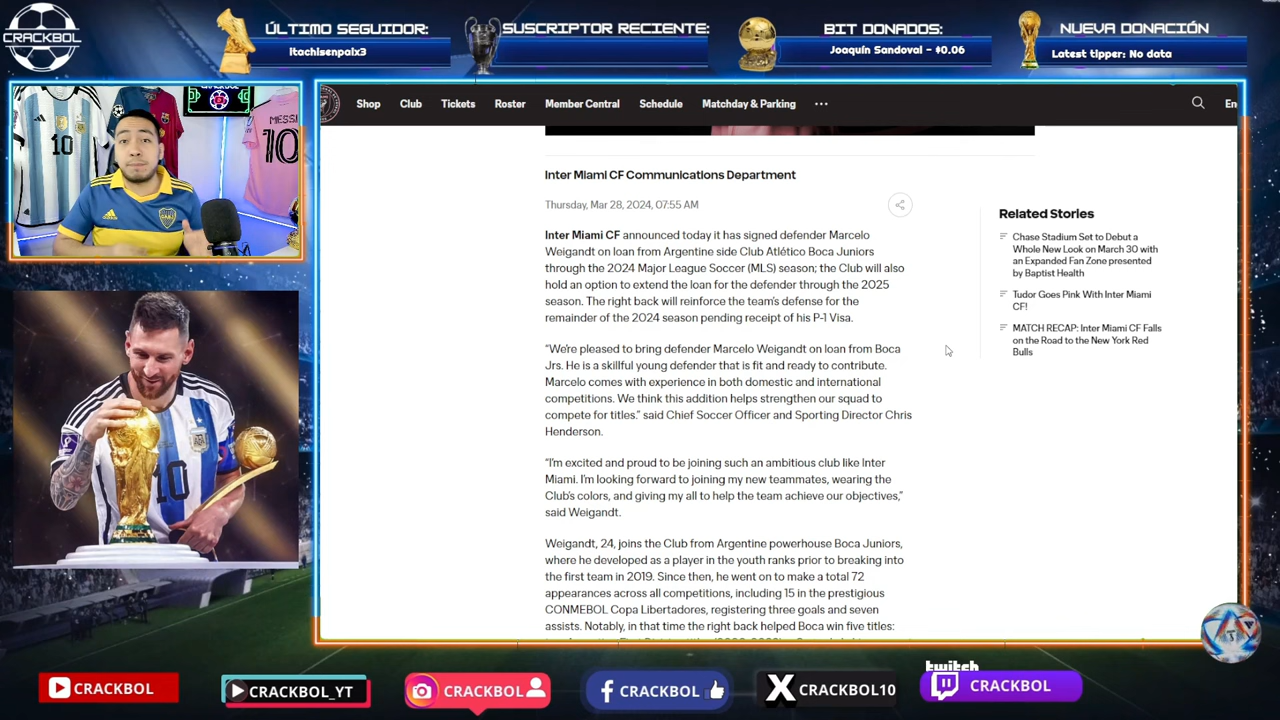 CRACKBOL
ÚLTIMO SEGUIDOR:
Itachisenpaix3
SUSCRIPTOR RECIENTE:
BIT DONADOS:
Joaquín Sandoval - $0.06
NUEVA DONACIÓN
Latest tipper: No data
10
CRACKBOL
MESSI
10
Shop Club Tickets Roster Member Central Schedule Matchday & Parking ••• En
Inter Miami CF Communications Department
Thursday, Mar 28, 2024, 07:55 AM
Inter Miami CF announced today it has signed defender Marcelo
Weigandt on loan from Argentine side Club Atlético Boca Juniors
through the 2024 Major League Soccer (MLS) season; the Club will also
hold an option to extend the loan for the defender through the 2025
season. The right back will reinforce the team's defense for the
remainder of the 2024 season pending receipt of his P-1 Visa.
“We're pleased to bring defender Marcelo Weigandt on loan from Boca
Jrs. He is a skillful young defender that is fit and ready to contribute.
Marcelo comes with experience in both domestic and international
competitions. We think this addition helps strengthen our squad to
compete for titles.” said Chief Soccer Officer and Sporting Director Chris
Henderson.
“I'm excited and proud to be joining such an ambitious club like Inter
Miami. I'm looking forward to joining my new teammates, wearing the
Club's colors, and giving my all to help the team achieve our objectives,”
said Weigandt.
Weigandt, 24, joins the Club from Argentine powerhouse Boca Juniors,
where he developed as a player in the youth ranks prior to breaking into
the first team in 2019. Since then, he went on to make a total 72
appearances across all competitions, including 15 in the prestigious
CONMEBOL Copa Libertadores, registering three goals and seven
assists. Notably, in that time the right back helped Boca win five titles:
Related Stories
Chase Stadium Set to Debut a
Whole New Look on March 30 with
an Expanded Fan Zone presented
by Baptist Health
Tudor Goes Pink With Inter Miami
CF!
MATCH RECAP: Inter Miami CF Falls
on the Road to the New York Red
Bulls
10
CRACKBOL
CRACKBOL_YT
CRACKBOL
CRACKBOL
CRACKBOL10
twitch
CRACKBOL